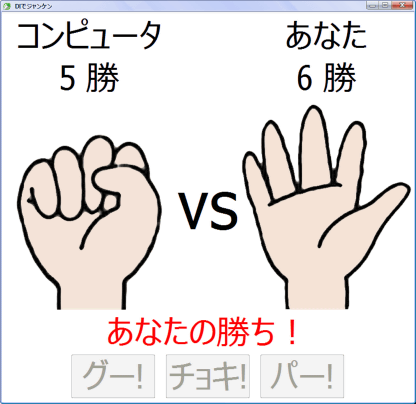 DIでジャンケン
コンピュータ
5 勝
あなた
6 勝
VS
あなたの勝ち！
グー!
チョキ!
パー!